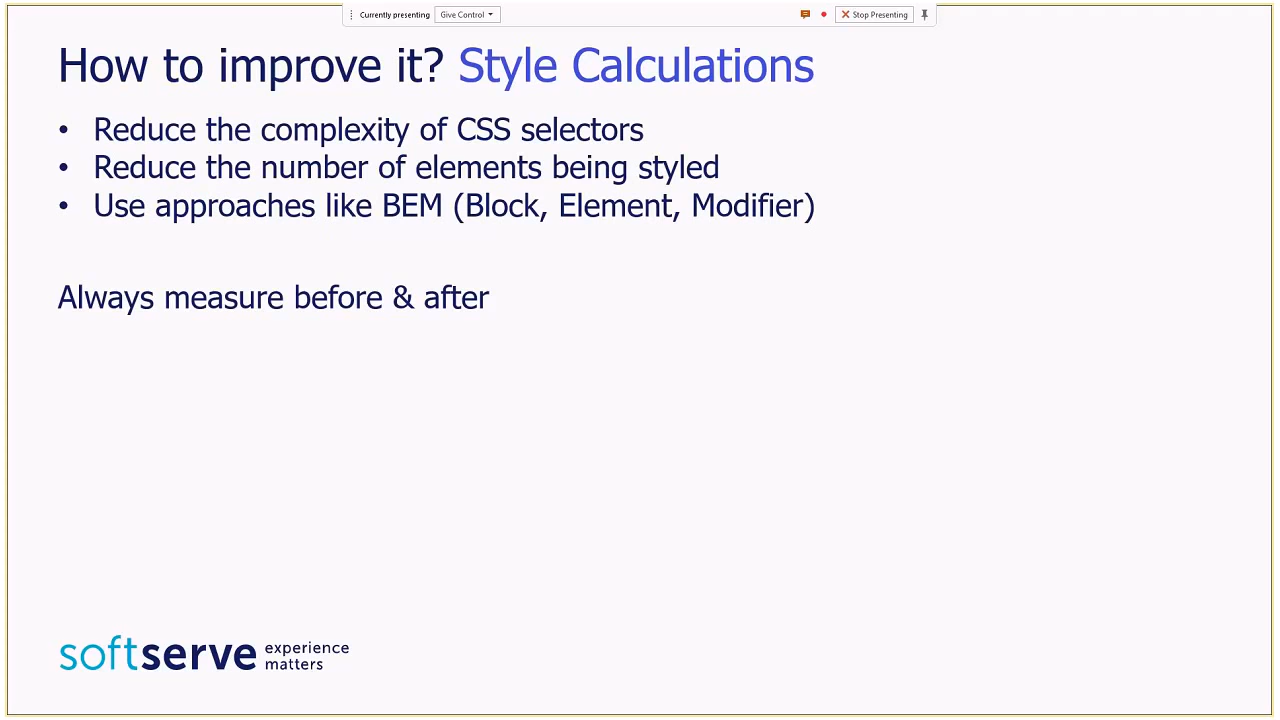 Currently presenting Give Control Stop Presenting
How to improve it? Style Calculations
• Reduce the complexity of CSS selectors
• Reduce the number of elements being styled
• Use approaches like BEM (Block, Element, Modifier)
Always measure before & after
softserve experience
matters